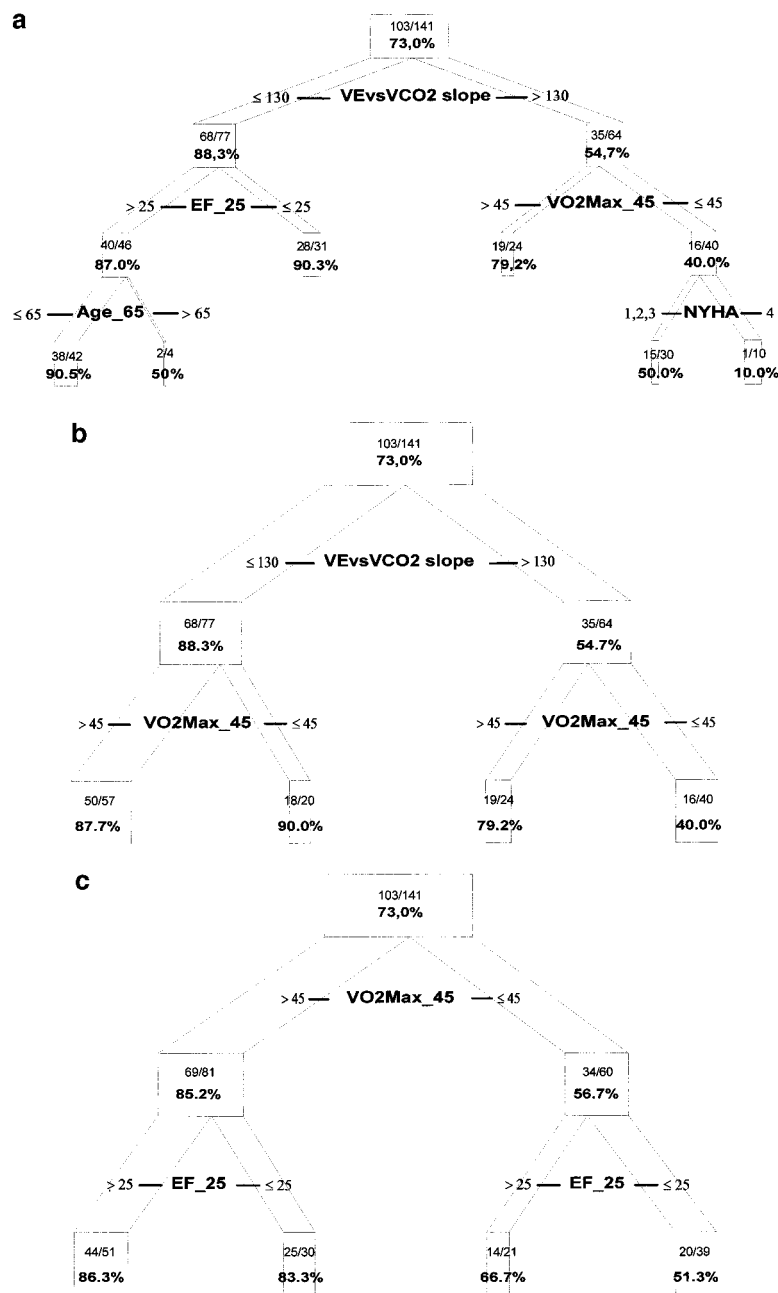 a
103/141
73,0%
≤ 130 VEvsVCO2 slope > 130
68/77 35/64
88,3% 54,7%
> 25 EF_25 ≤ 25 > 45 VO2Max_45 ≤ 45
40/46 28/31 19/24 16/40
87.0% 90.3% 79,2% 40.0%
≤ 65 Age_65 > 65 1,2,3 NYHA 4
38/42 2/4 15/30 1/10
90.5% 50% 50.0% 10.0%
b
103/141
73,0%
≤ 130 VEvsVCO2 slope > 130
68/77 35/64
88.3% 54.7%
> 45 VO2Max_45 ≤ 45 > 45 VO2Max_45 ≤ 45
50/57 18/20 19/24 16/40
87.7% 90.0% 79.2% 40.0%
c
103/141
73,0%
> 45 VO2Max_45 ≤ 45
69/81 34/60
85.2% 56.7%
> 25 EF_25 ≤ 25 > 25 EF_25 ≤ 25
44/51 25/30 14/21 20/39
86.3% 83.3% 66.7% 51.3%